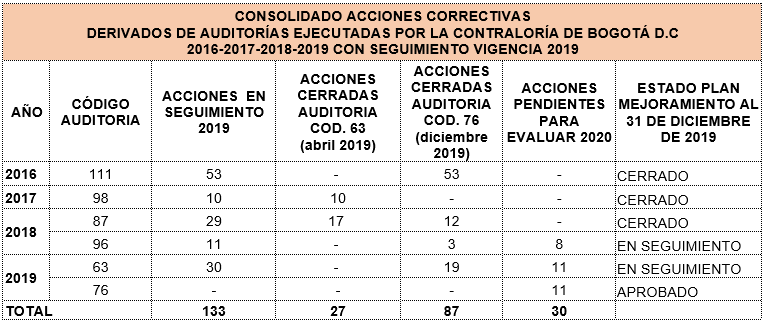 CONSOLIDADO ACCIONES CORRECTIVAS
DERIVADOS DE AUDITORÍAS EJECUTADAS POR LA CONTRALORÍA DE BOGOTÁ D.C
2016-2017-2018-2019 CON SEGUIMIENTO VIGENCIA 2019
AÑO | CÓDIGO AUDITORIA | ACCIONES EN SEGUIMIENTO 2019 | ACCIONES CERRADAS AUDITORIA COD. 63 (abril 2019) | ACCIONES CERRADAS AUDITORIA COD. 76 (diciembre 2019) | ACCIONES PENDIENTES PARA EVALUAR 2020 | ESTADO PLAN MEJORAMIENTO AL 31 DE DICIEMBRE DE 2019
2016 | 111 | 53 | - | 53 | - | CERRADO
2017 | 98 | 10 | 10 | - | - | CERRADO
2018 | 87 | 29 | 17 | 12 | - | CERRADO
96 | 11 | - | 3 | 8 | EN SEGUIMIENTO
2019 | 63 | 30 | - | 19 | 11 | EN SEGUIMIENTO
76 | - | - | - | 11 | APROBADO
TOTAL | 133 | 27 | 87 | 30